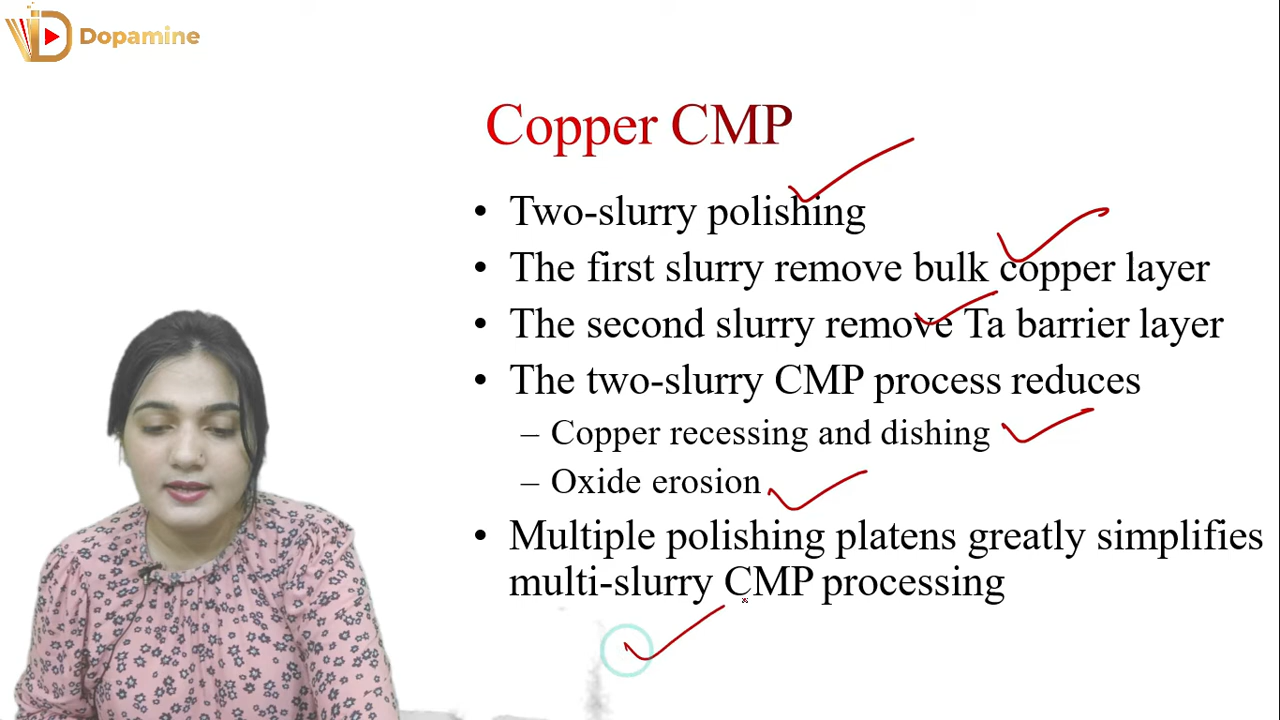 Dopamine
Copper CMP
• Two-slurry polishing
• The first slurry remove bulk copper layer
• The second slurry remove Ta barrier layer
• The two-slurry CMP process reduces
– Copper recessing and dishing
– Oxide erosion
• Multiple polishing platens greatly simplifies
multi-slurry CMP processing